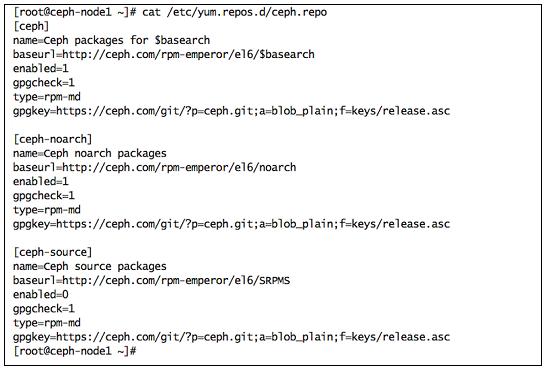 [root@ceph-node1 ~]# cat /etc/yum.repos.d/ceph.repo
[ceph]
name=Ceph packages for $basearch
baseurl=http://ceph.com/rpm-emperor/el6/$basearch
enabled=1
gpgcheck=1
type=rpm-md
gpgkey=https://ceph.com/git/?p=ceph.git;a=blob_plain;f=keys/release.asc
[ceph-noarch]
name=Ceph noarch packages
baseurl=http://ceph.com/rpm-emperor/el6/noarch
enabled=1
gpgcheck=1
type=rpm-md
gpgkey=https://ceph.com/git/?p=ceph.git;a=blob_plain;f=keys/release.asc
[ceph-source]
name=Ceph source packages
baseurl=http://ceph.com/rpm-emperor/el6/SRPMS
enabled=0
gpgcheck=1
type=rpm-md
gpgkey=https://ceph.com/git/?p=ceph.git;a=blob_plain;f=keys/release.asc
[root@ceph-node1 ~]#